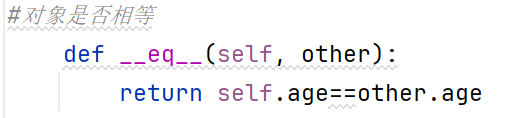 #对象是否相等
def __eq__(self, other):
return self.age==other.age